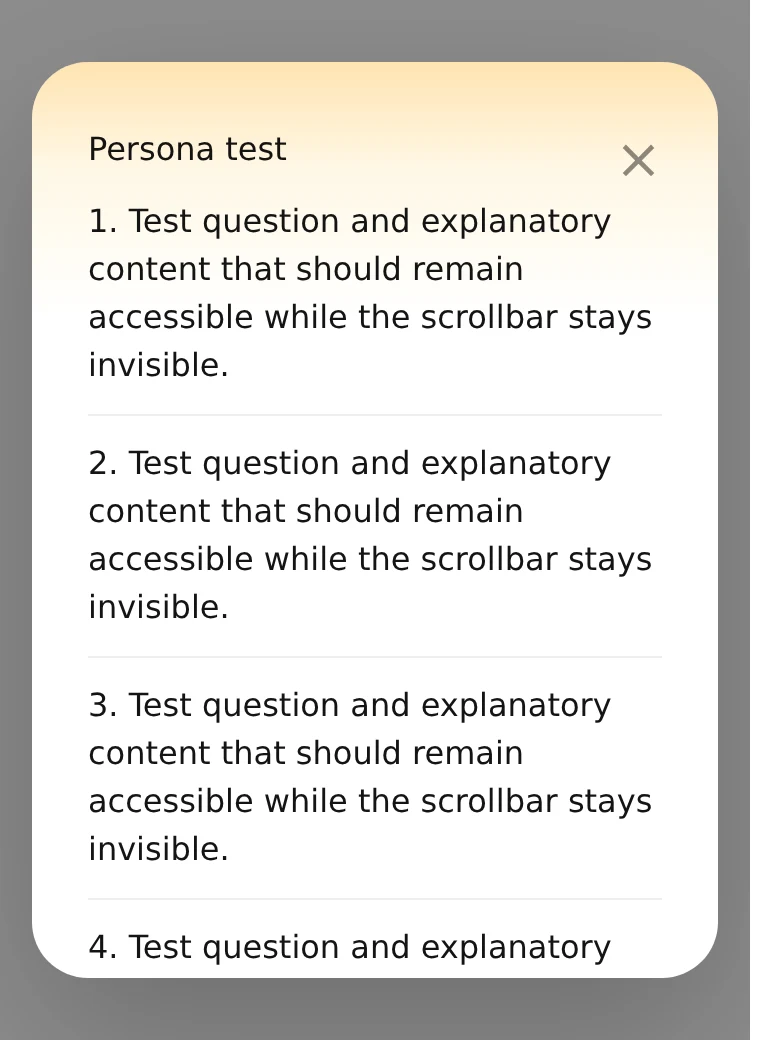 Persona test
1. Test question and explanatory
content that should remain
accessible while the scrollbar stays
invisible.
2. Test question and explanatory
content that should remain
accessible while the scrollbar stays
invisible.
3. Test question and explanatory
content that should remain
accessible while the scrollbar stays
invisible.
4. Test question and explanatory